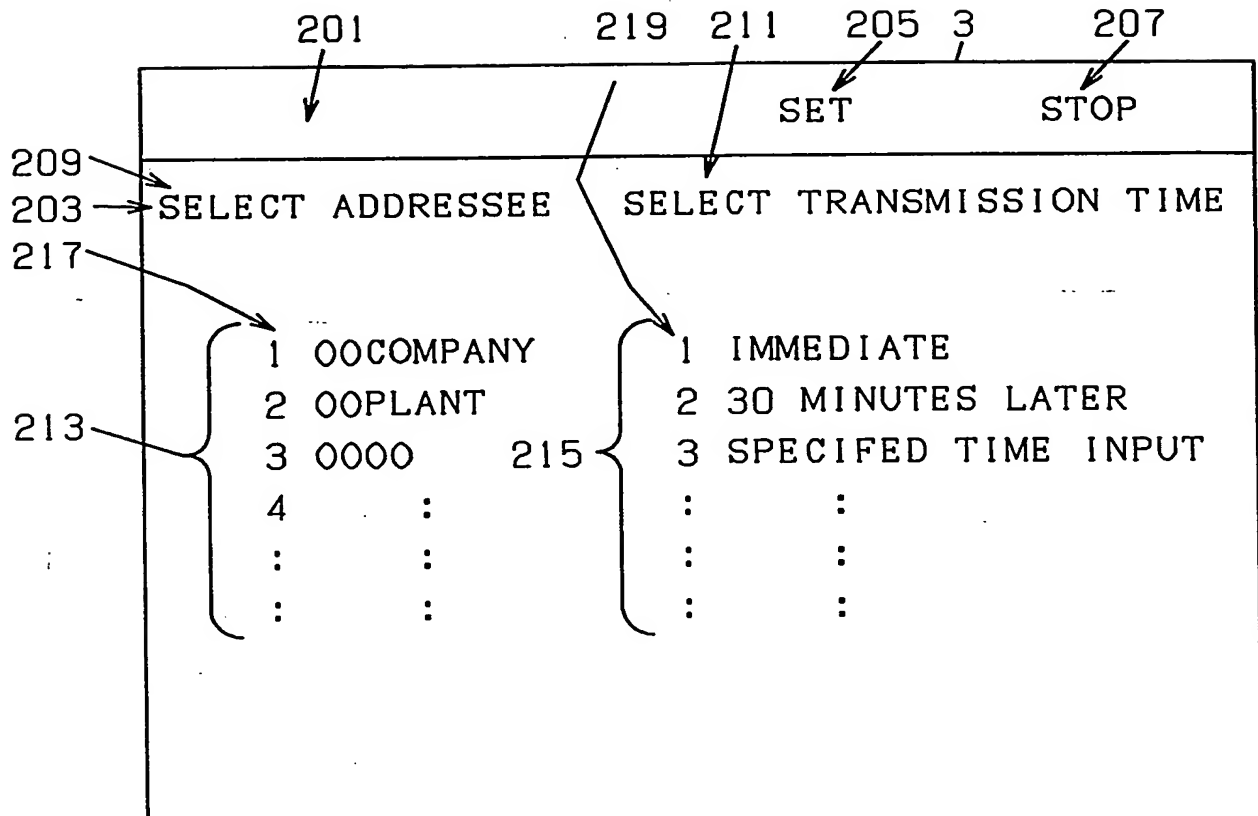 201 219 211 205 3 207
SET STOP
209
203 SELECT ADDRESSEE SELECT TRANSMISSION TIME
217
1 OOCOMPANY 1 IMMEDIATE
2 OOPLANT 2 30 MINUTES LATER
213 3 OOOO 215 3 SPECIFED TIME INPUT
4 : : :
: : : :
: : : :